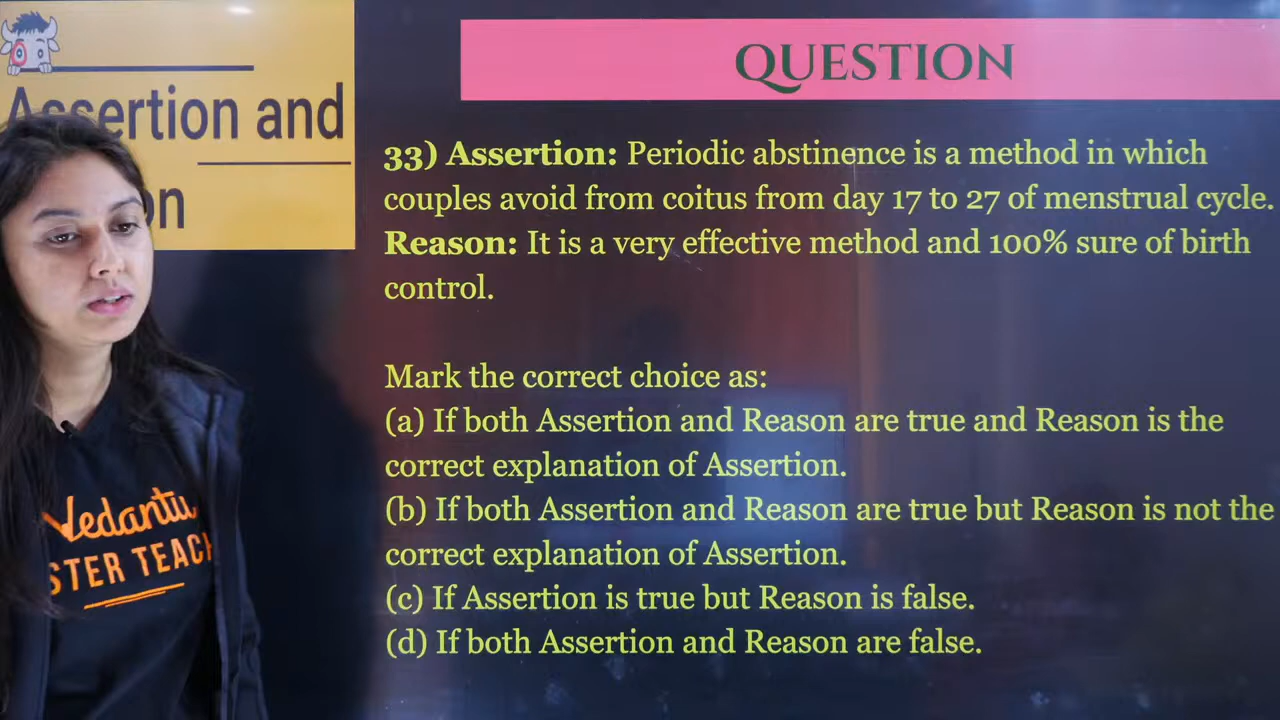 Assertion and
on
QUESTION
33) Assertion: Periodic abstinence is a method in which
couples avoid from coitus from day 17 to 27 of menstrual cycle.
Reason: It is a very effective method and 100% sure of birth
control.
Mark the correct choice as:
(a) If both Assertion and Reason are true and Reason is the
correct explanation of Assertion.
(b) If both Assertion and Reason are true but Reason is not the
correct explanation of Assertion.
(c) If Assertion is true but Reason is false.
(d) If both Assertion and Reason are false.
Vedantu
STER TEACH